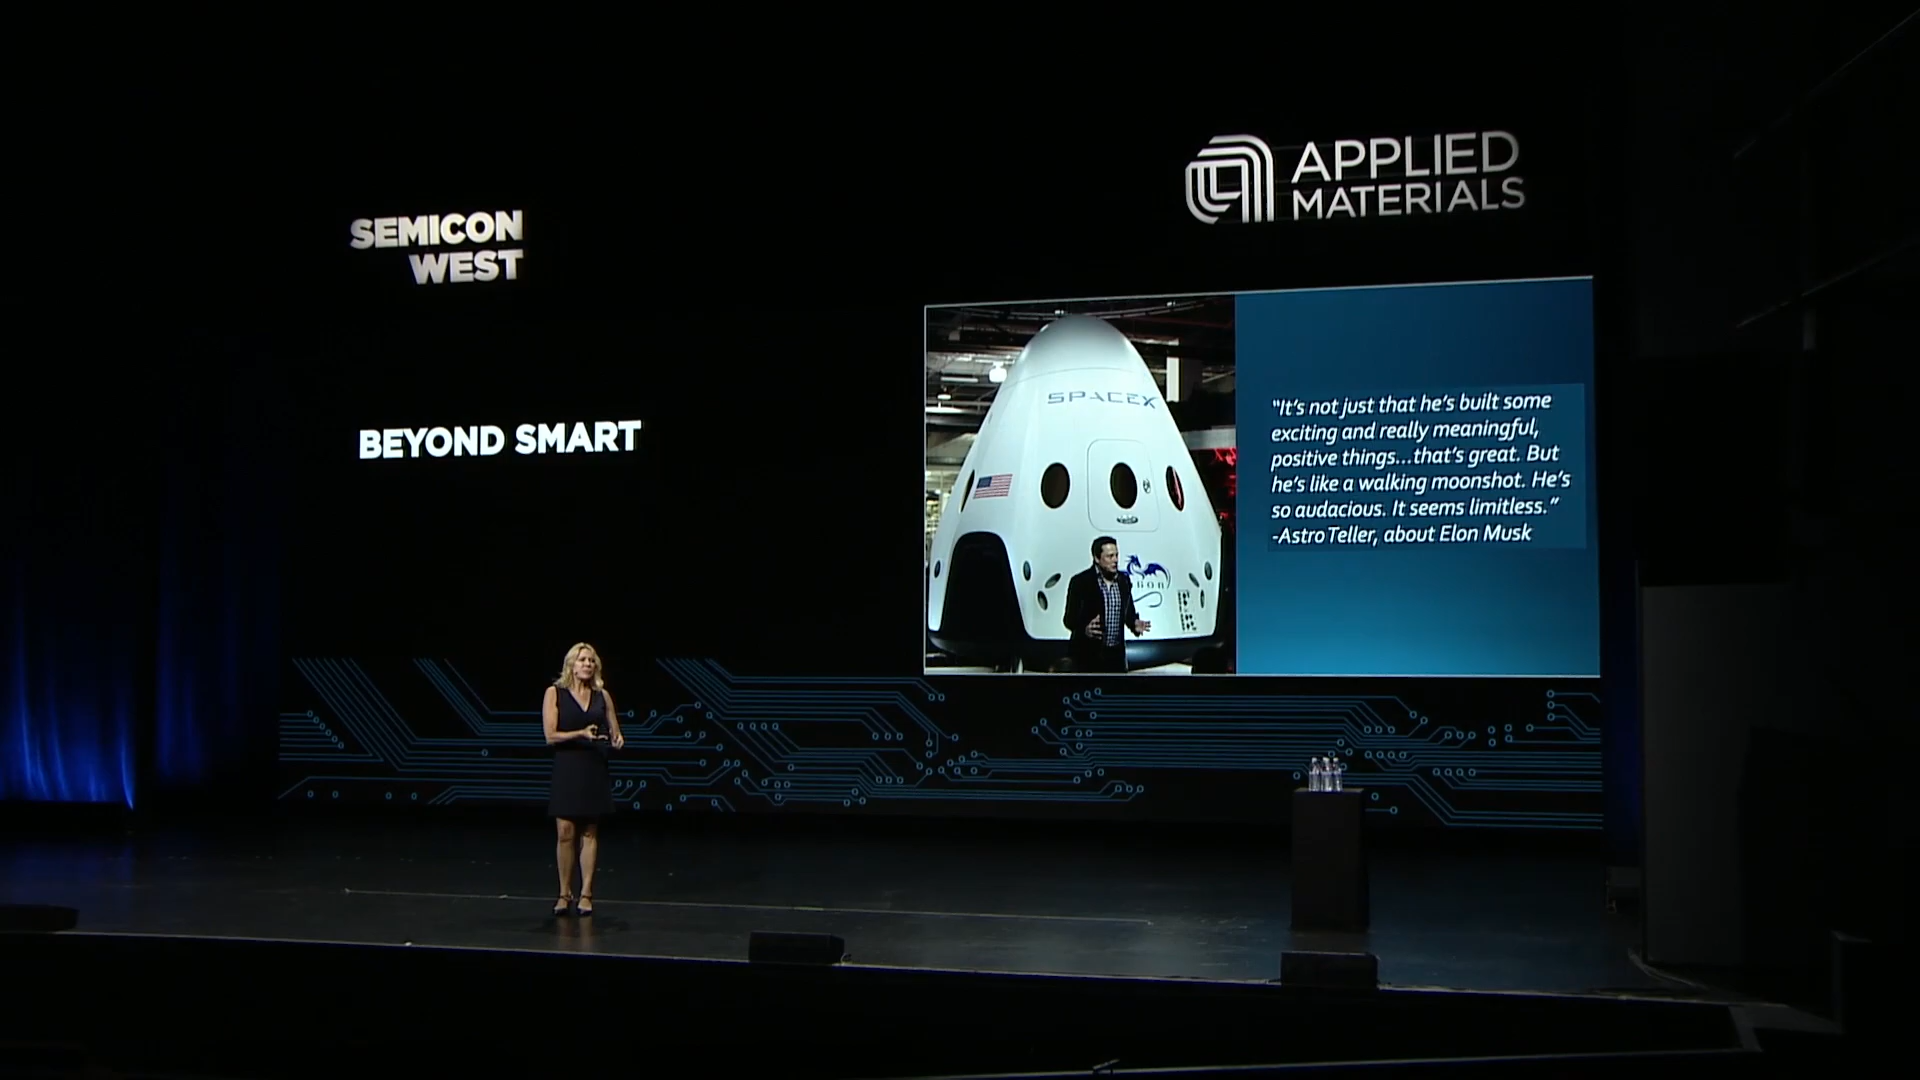 SEMICON
WEST
APPLIED
MATERIALS
BEYOND SMART
SPACEX
"It's not just that he's built some
exciting and really meaningful,
positive things...that's great. But
he's like a walking moonshot. He's
so audacious. It seems limitless."
-Astro Teller, about Elon Musk